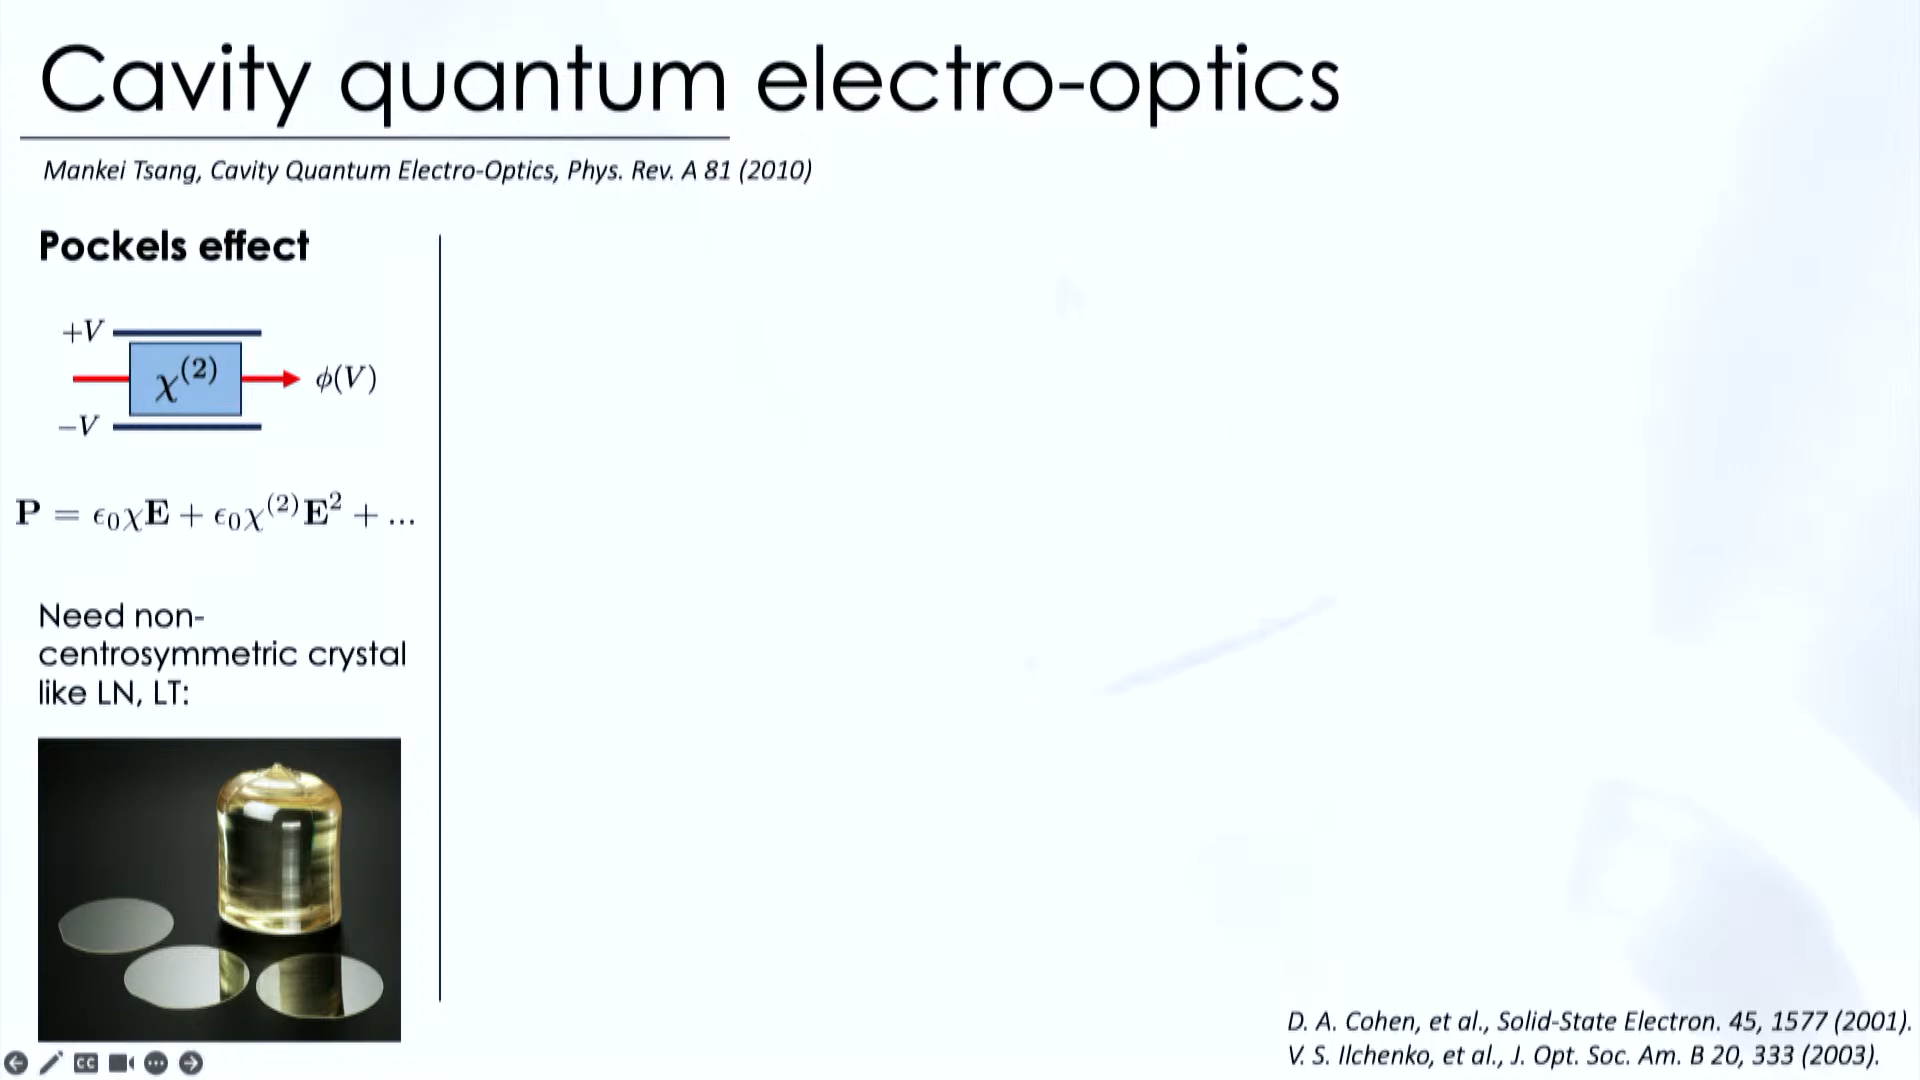 Cavity quantum electro-optics
Mankei Tsang, Cavity Quantum Electro-Optics, Phys. Rev. A 81 (2010)
Pockels effect
+V
χ⁽²⁾
ϕ(V)
−V
P = ϵ₀χE + ϵ₀χ⁽²⁾E² + ...
Need non-
centrosymmetric crystal
like LN, LT:
D. A. Cohen, et al., Solid-State Electron. 45, 1577 (2001).
V. S. Ilchenko, et al., J. Opt. Soc. Am. B 20, 333 (2003).
CC